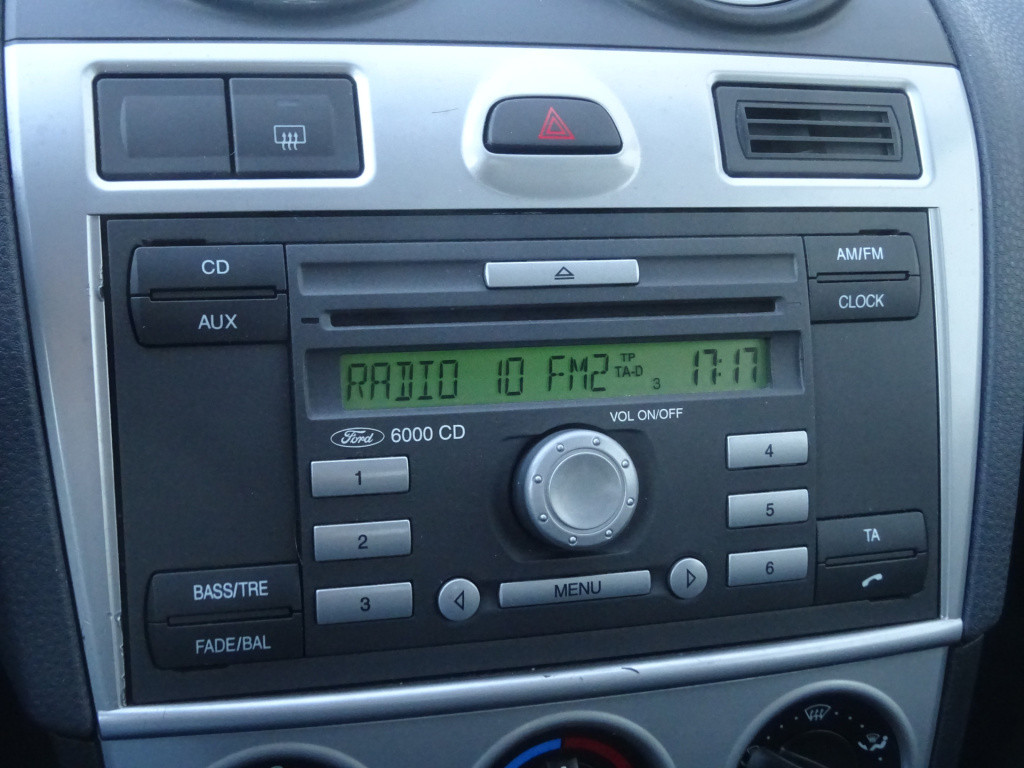 CD
AM/FM
AUX
CLOCK
RADIO 10 FM2 TP TA-D 3 17:17
VOL ON/OFF
Ford 6000 CD
1
4
2
5
3
MENU
6
TA
BASS/TRE
FADE/BAL